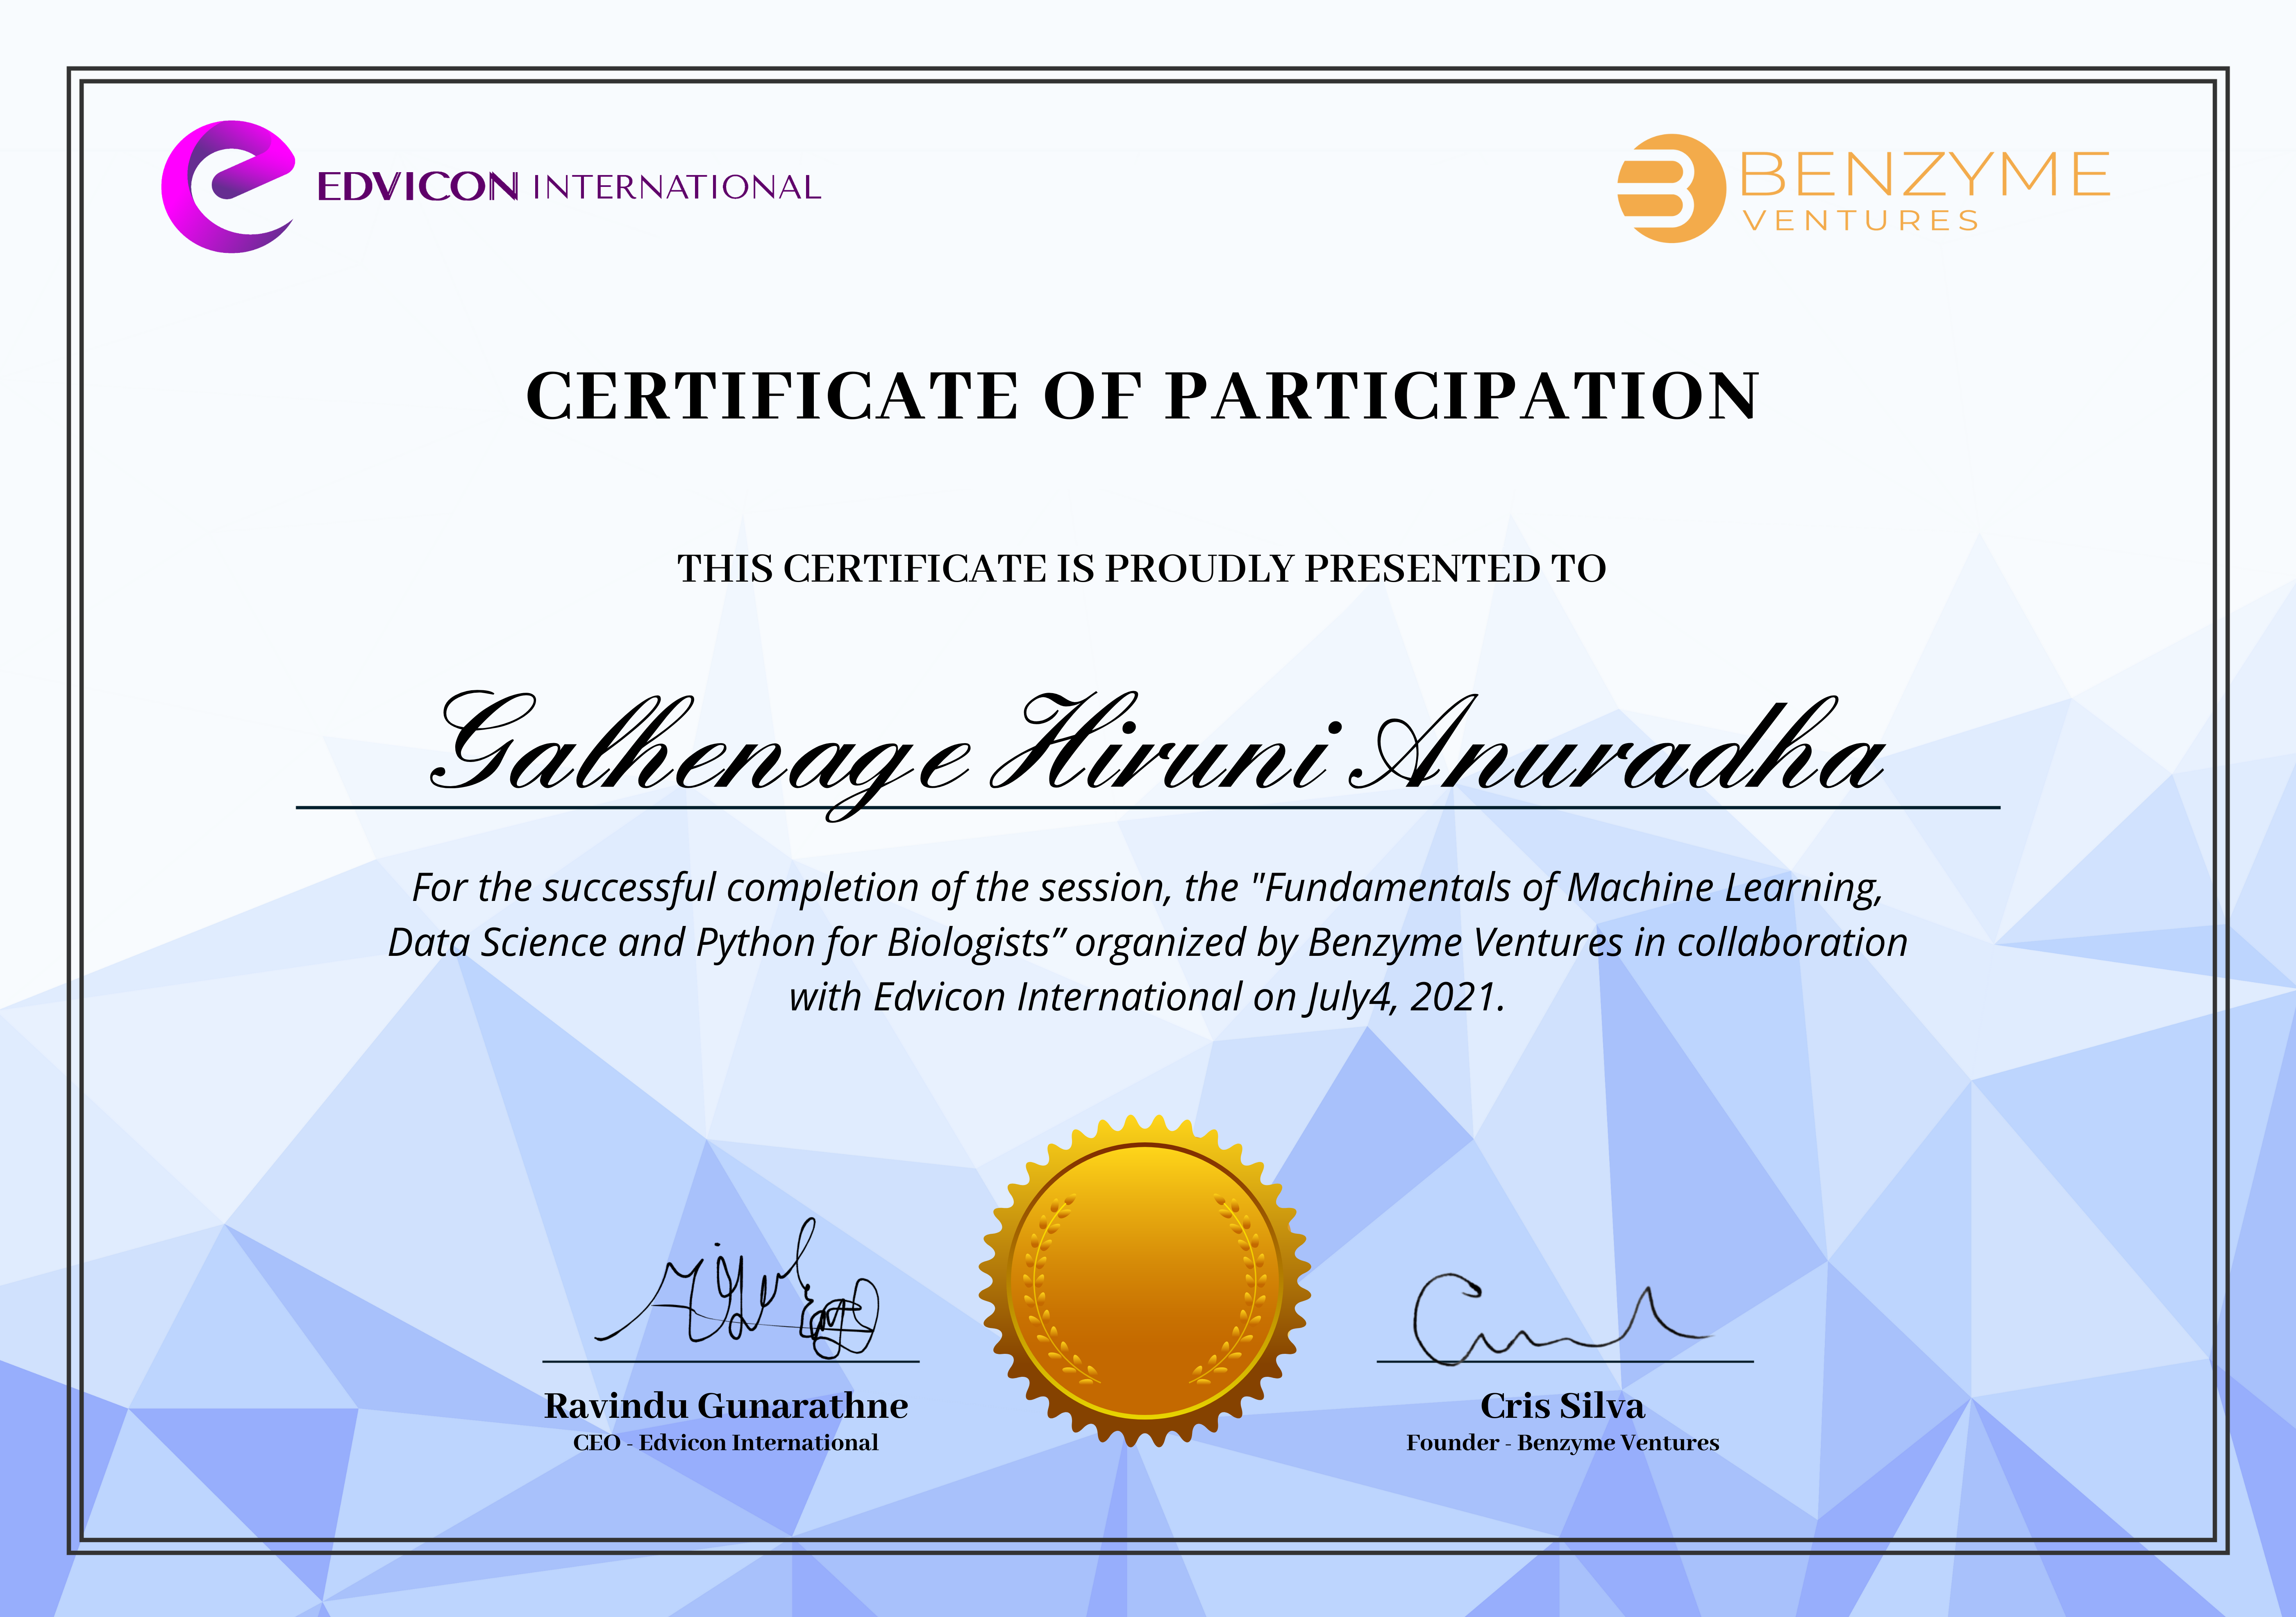 EDVICON INTERNATIONAL
BENZYME
VENTURES
CERTIFICATE OF PARTICIPATION
THIS CERTIFICATE IS PROUDLY PRESENTED TO
Galhenage Hiruni Anuradha
For the successful completion of the session, the "Fundamentals of Machine Learning,
Data Science and Python for Biologists” organized by Benzyme Ventures in collaboration
with Edvicon International on July4, 2021.
Ravindu Gunarathne
CEO - Edvicon International
Cris Silva
Founder - Benzyme Ventures